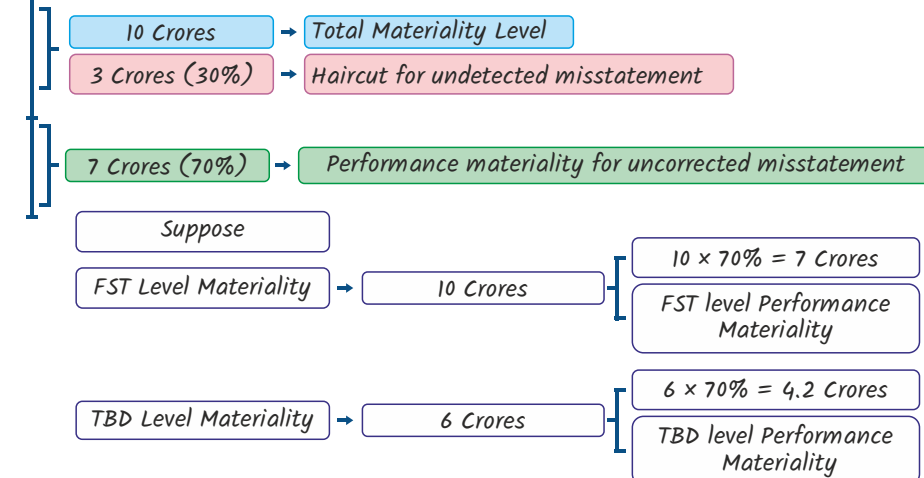 10 Crores
Total Materiality Level
3 Crores (30%)
Haircut for undetected misstatement
7 Crores (70%)
Performance materiality for uncorrected misstatement
Suppose
FST Level Materiality
10 Crores
10 × 70% = 7 Crores
FST level Performance
Materiality
TBD Level Materiality
6 Crores
6 × 70% = 4.2 Crores
TBD level Performance
Materiality